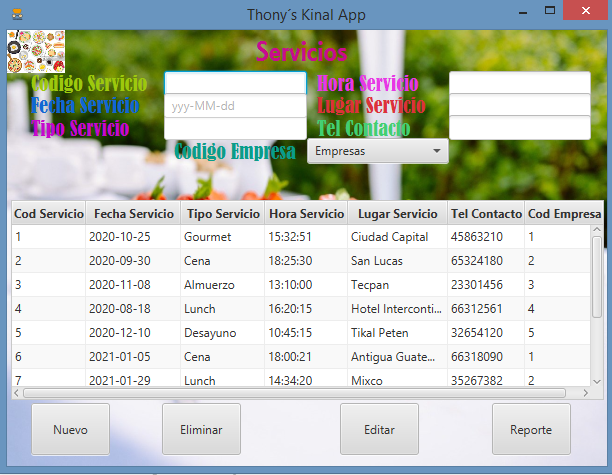 Thony´s Kinal App
Servicios
Codigo Servicio Hora Servicio
Fecha Servicio yyy-MM-dd Lugar Servicio
Tipo Servicio Tel Contacto
Codigo Empresa Empresas
Cod Servicio Fecha Servicio Tipo Servicio Hora Servicio Lugar Servicio Tel Contacto Cod Empresa
1 2020-10-25 Gourmet 15:32:51 Ciudad Capital 45863210 1
2 2020-09-30 Cena 18:25:30 San Lucas 65324180 2
3 2020-11-08 Almuerzo 13:10:00 Tecpan 23301456 3
4 2020-08-18 Lunch 16:20:15 Hotel Interconti... 66312561 4
5 2020-12-10 Desayuno 10:45:15 Tikal Peten 32654120 5
6 2021-01-05 Cena 18:00:21 Antigua Guate... 66318090 1
7 2021-01-29 Lunch 14:34:20 Mixco 35267382 2
Nuevo Eliminar Editar Reporte